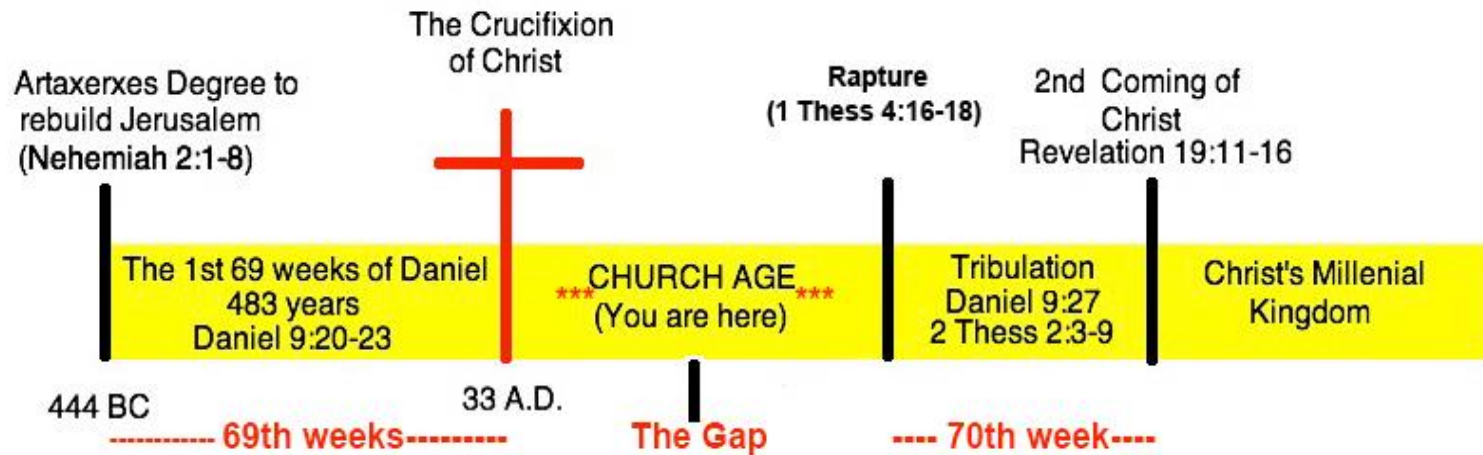 The Crucifixion
of Christ
Artaxerxes Degree to
rebuild Jerusalem
(Nehemiah 2:1-8)
Rapture
(1 Thess 4:16-18)
2nd Coming of
Christ
Revelation 19:11-16
The 1st 69 weeks of Daniel
483 years
Daniel 9:20-23
***CHURCH AGE***
(You are here)
Tribulation
Daniel 9:27
2 Thess 2:3-9
Christ's Millenial
Kingdom
444 BC
33 A.D.
------------ 69th weeks---------
The Gap
---- 70th week----